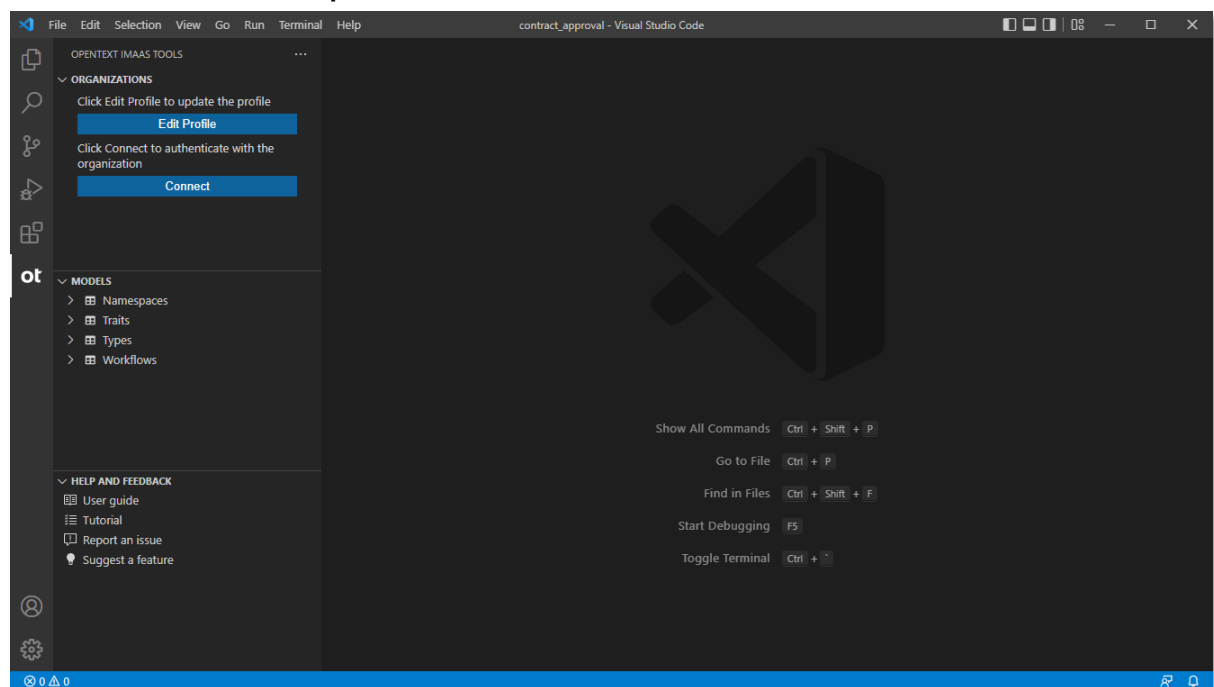 File Edit Selection View Go Run Terminal Help contract_approval - Visual Studio Code
OPENTEXT IMAAS TOOLS ...
ORGANIZATIONS
Click Edit Profile to update the profile
Edit Profile
Click Connect to authenticate with the
organization
Connect
ot
MODELS
Namespaces
Traits
Types
Workflows
Show All Commands Ctrl + Shift + P
Go to File Ctrl + P
Find in Files Ctrl + Shift + F
Start Debugging F5
Toggle Terminal Ctrl + `
HELP AND FEEDBACK
User guide
Tutorial
Report an issue
Suggest a feature
0 0